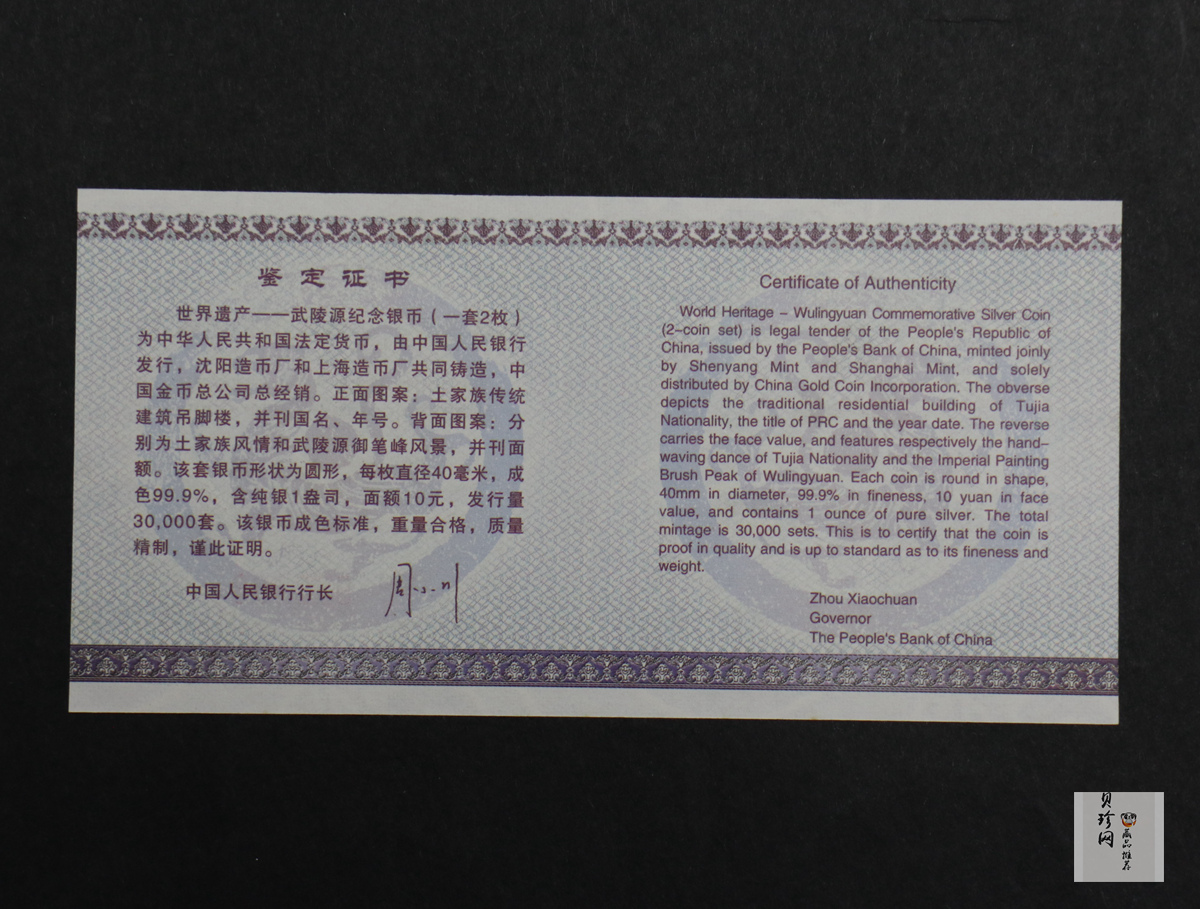 鉴定证书
世界遗产——武陵源纪念银币（一套2枚）
为中华人民共和国法定货币，由中国人民银行
发行，沈阳造币厂和上海造币厂共同铸造，中
国金币总公司总经销。正面图案：土家族传统
建筑吊脚楼，并刊国名、年号。背面图案：分
别为土家族风情和武陵源御笔峰风景，并刊面
额。该套银币形状为圆形，每枚直径40毫米，成
色99.9%，含纯银1盎司，面额10元，发行量
30,000套。该银币成色标准，重量合格，质量
精制，谨此证明。
中国人民银行行长 周小川
Certificate of Authenticity
World Heritage – Wulingyuan Commemorative Silver Coin
(2–coin set) is legal tender of the People's Republic of
China, issued by the People's Bank of China, minted joinly
by Shenyang Mint and Shanghai Mint, and solely
distributed by China Gold Coin Incorporation. The obverse
depicts the traditional residential building of Tujia
Nationality, the title of PRC and the year date. The reverse
carries the face value, and features respectively the hand–
waving dance of Tujia Nationality and the Imperial Painting
Brush Peak of Wulingyuan. Each coin is round in shape,
40mm in diameter, 99.9% in fineness, 10 yuan in face
value, and contains 1 ounce of pure silver. The total
mintage is 30,000 sets. This is to certify that the coin is
proof in quality and is up to standard as to its fineness and
weight.
Zhou Xiaochuan
Governor
The People's Bank of China
贝珍网
藏品推荐